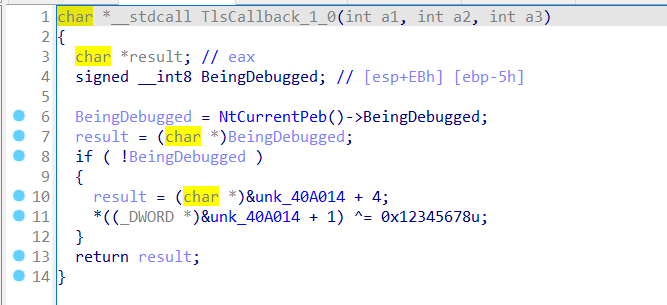 1 char *__stdcall TlsCallback_1_0(int a1, int a2, int a3)
2 {
3 char *result; // eax
4 signed __int8 BeingDebugged; // [esp+EBh] [ebp-5h]
5
6 BeingDebugged = NtCurrentPeb()->BeingDebugged;
7 result = (char *)BeingDebugged;
8 if ( !BeingDebugged )
9 {
10 result = (char *)&unk_40A014 + 4;
11 *((_DWORD *)&unk_40A014 + 1) ^= 0x12345678u;
12 }
13 return result;
14 }